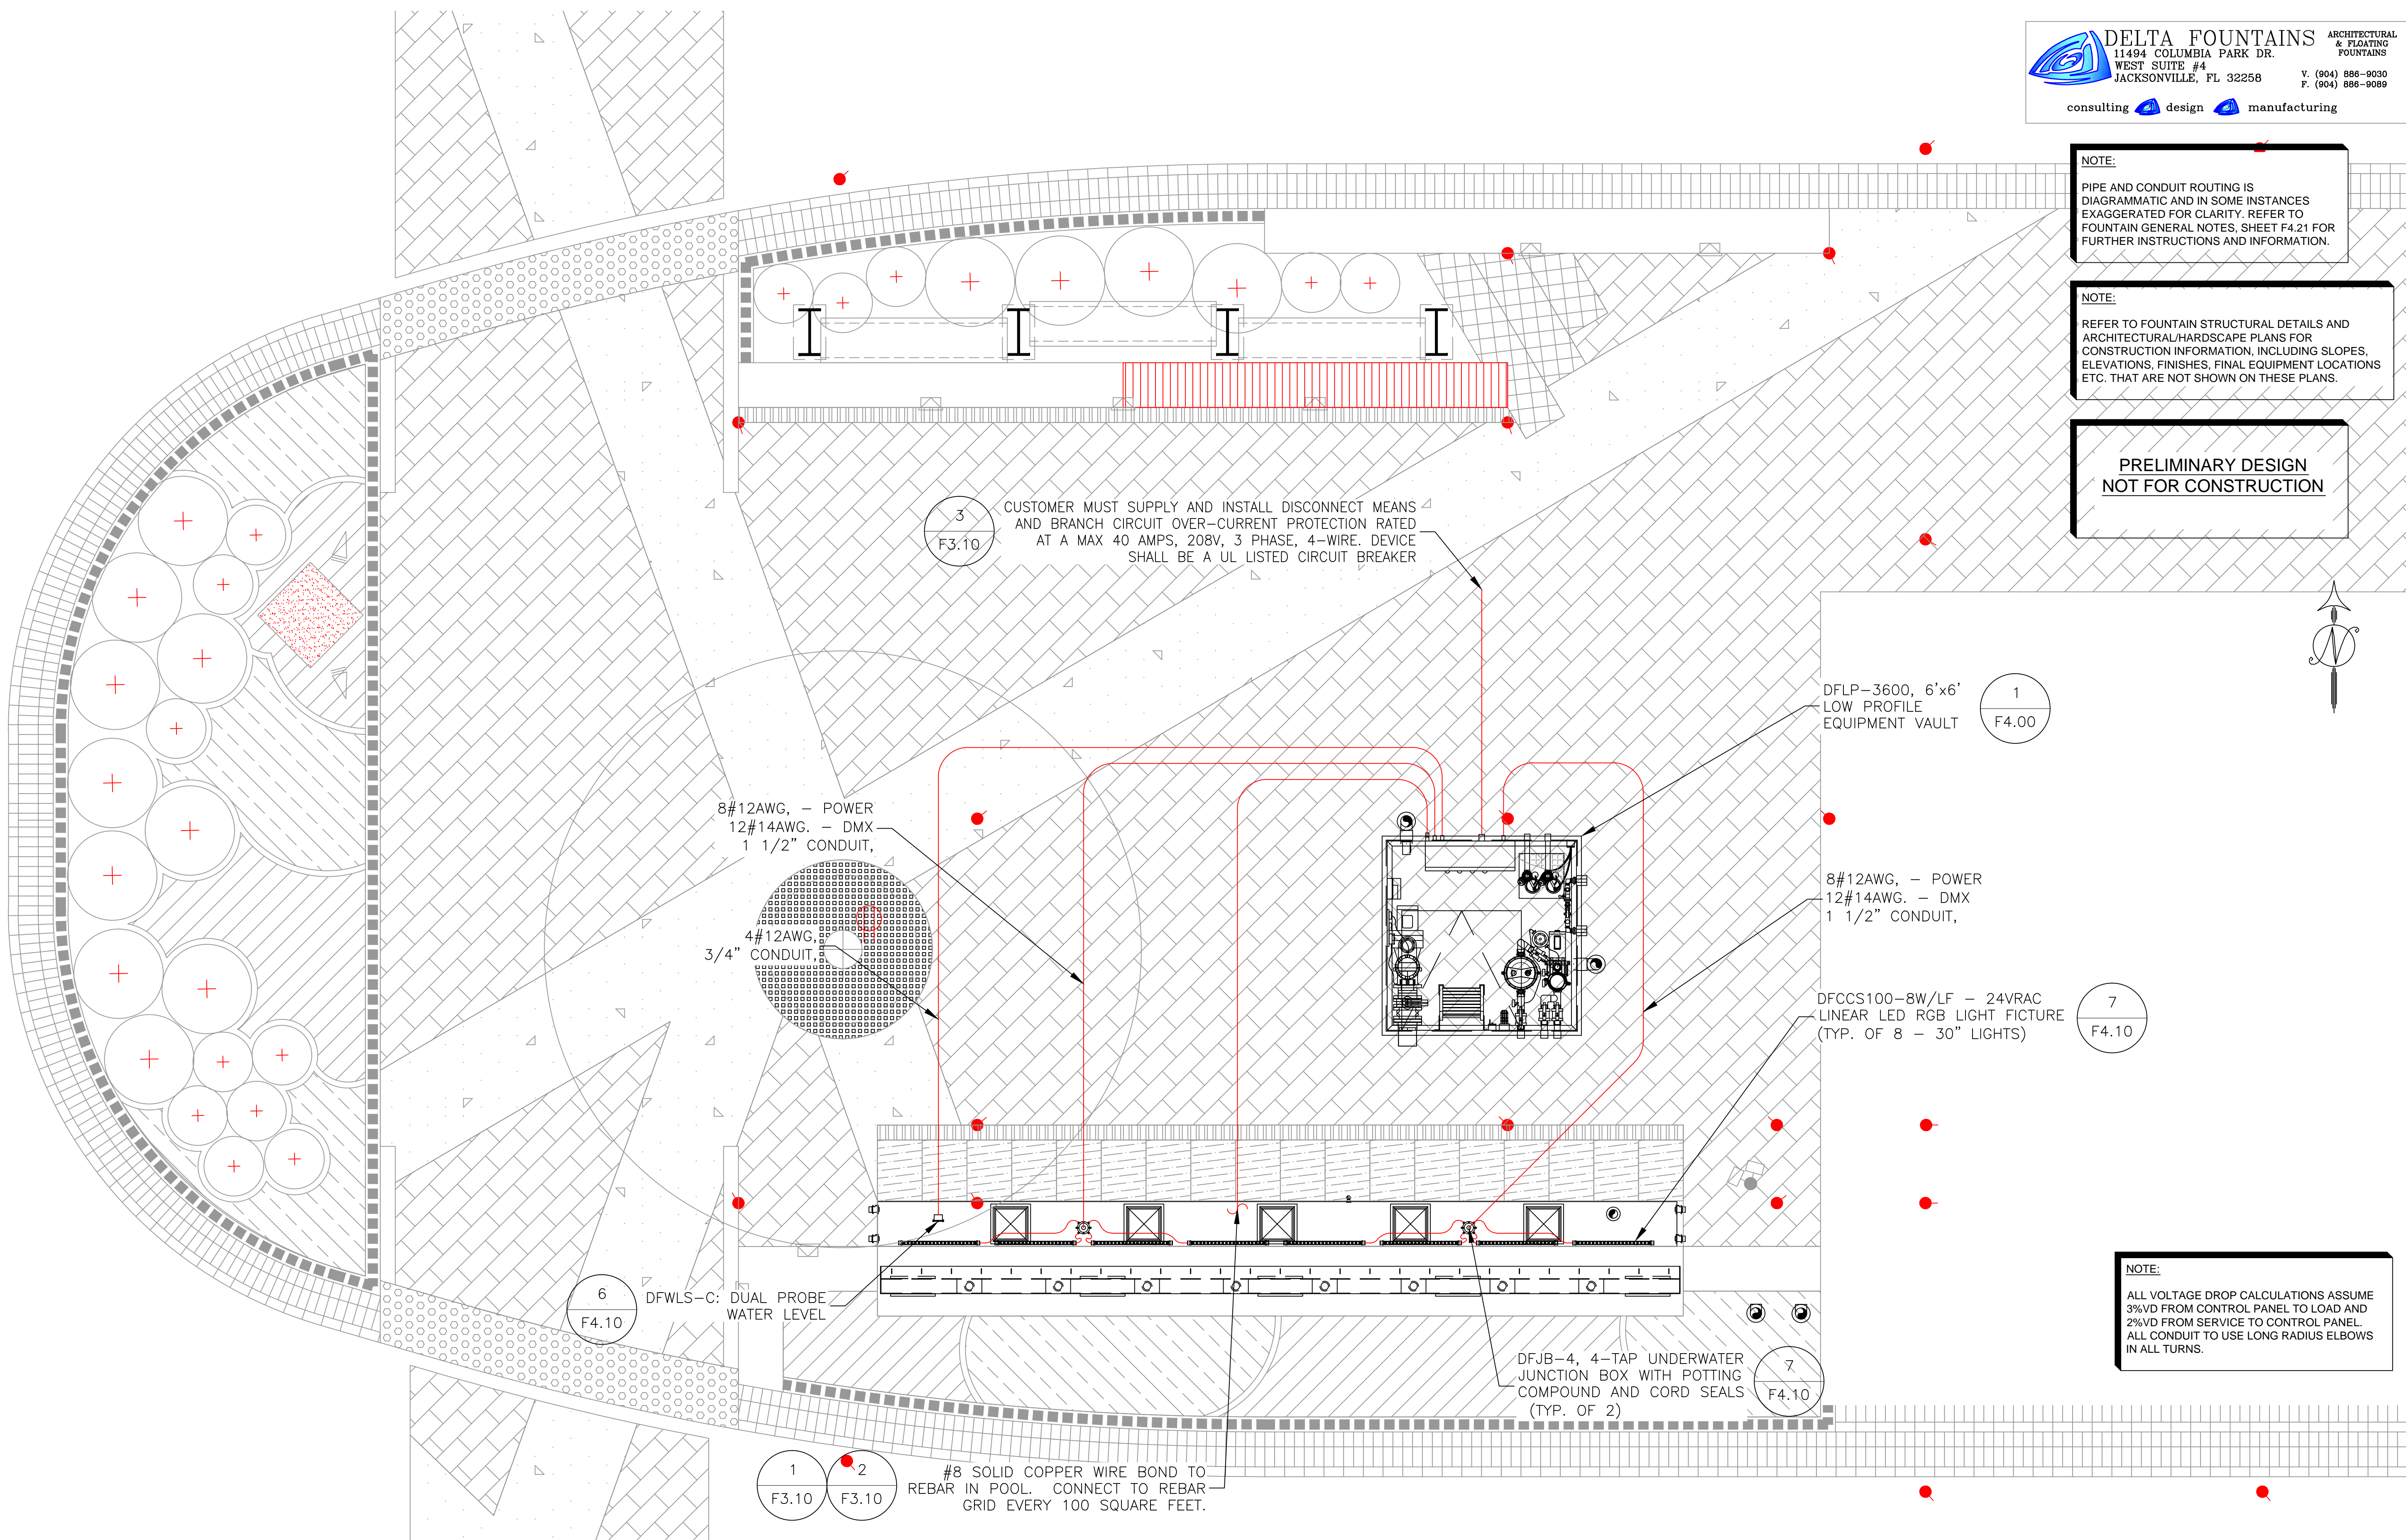 DELTA FOUNTAINS
ARCHITECTURAL
& FLOATING
FOUNTAINS
11494 COLUMBIA PARK DR.
WEST SUITE #4
JACKSONVILLE, FL 32258
V. (904) 886-9030
F. (904) 886-9089
consulting design manufacturing
NOTE:
PIPE AND CONDUIT ROUTING IS
DIAGRAMMATIC AND IN SOME INSTANCES
EXAGGERATED FOR CLARITY. REFER TO
FOUNTAIN GENERAL NOTES, SHEET F4.21 FOR
FURTHER INSTRUCTIONS AND INFORMATION.
NOTE:
REFER TO FOUNTAIN STRUCTURAL DETAILS AND
ARCHITECTURAL/HARDSCAPE PLANS FOR
CONSTRUCTION INFORMATION, INCLUDING SLOPES,
ELEVATIONS, FINISHES, FINAL EQUIPMENT LOCATIONS
ETC. THAT ARE NOT SHOWN ON THESE PLANS.
PRELIMINARY DESIGN
NOT FOR CONSTRUCTION
3
F3.10
CUSTOMER MUST SUPPLY AND INSTALL DISCONNECT MEANS
AND BRANCH CIRCUIT OVER-CURRENT PROTECTION RATED
AT A MAX 40 AMPS, 208V, 3 PHASE, 4-WIRE. DEVICE
SHALL BE A UL LISTED CIRCUIT BREAKER
N
DFLP-3600, 6'x6'
LOW PROFILE
EQUIPMENT VAULT
1
F4.00
8#12AWG, - POWER
12#14AWG. - DMX
1 1/2" CONDUIT,
8#12AWG, - POWER
12#14AWG. - DMX
1 1/2" CONDUIT,
4#12AWG,
3/4" CONDUIT,
DFCCS100-8W/LF - 24VRAC
LINEAR LED RGB LIGHT FICTURE
(TYP. OF 8 - 30" LIGHTS)
7
F4.10
6
F4.10
DFWLS-C: DUAL PROBE
WATER LEVEL
NOTE:
ALL VOLTAGE DROP CALCULATIONS ASSUME
3%VD FROM CONTROL PANEL TO LOAD AND
2%VD FROM SERVICE TO CONTROL PANEL.
ALL CONDUIT TO USE LONG RADIUS ELBOWS
IN ALL TURNS.
DFJB-4, 4-TAP UNDERWATER
JUNCTION BOX WITH POTTING
COMPOUND AND CORD SEALS
(TYP. OF 2)
7
F4.10
1
F3.10
2
F3.10
#8 SOLID COPPER WIRE BOND TO
REBAR IN POOL. CONNECT TO REBAR
GRID EVERY 100 SQUARE FEET.